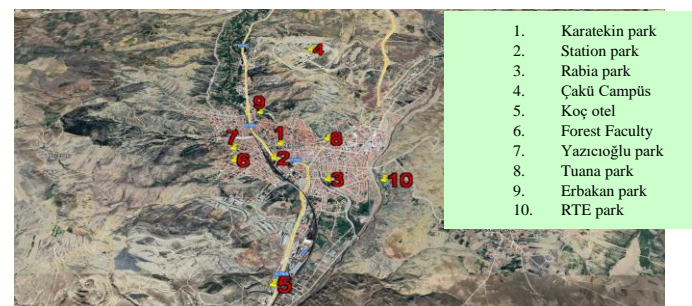 1. Karatekin park
2. Station park
3. Rabia park
4. Çakü Campüs
5. Koç otel
6. Forest Faculty
7. Yazıcıoğlu park
8. Tuana park
9. Erbakan park
10. RTE park
4
9
1
7
8
2
6
3
10
5